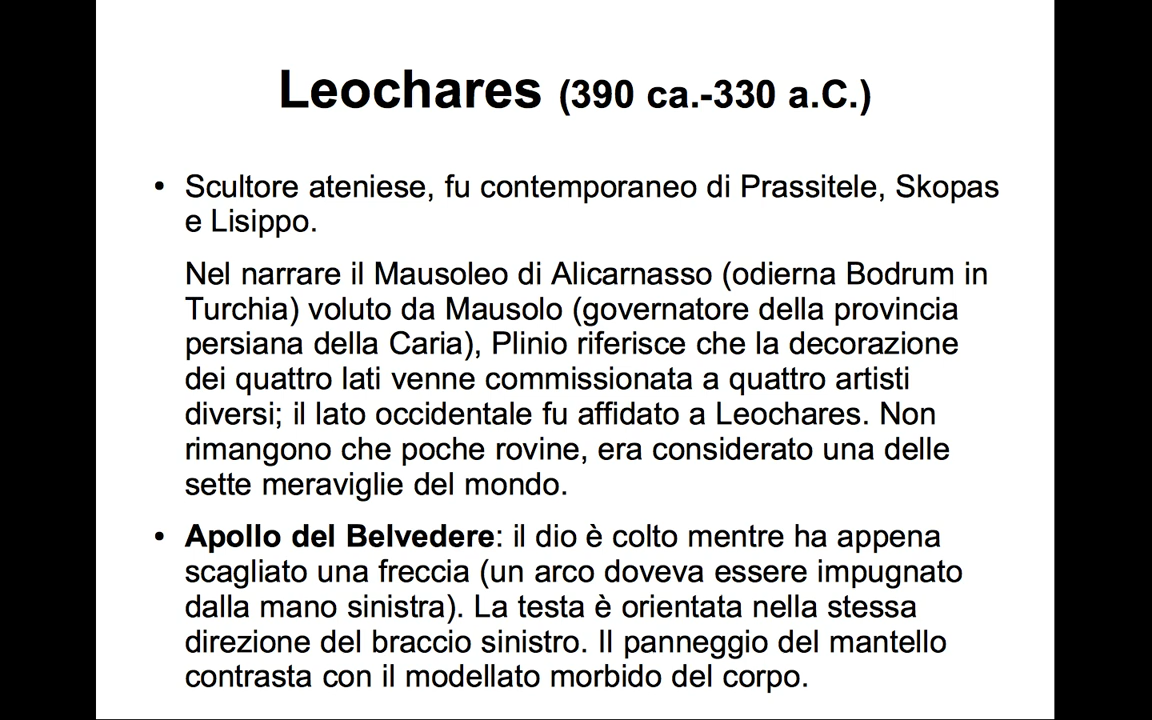 Leochares (390 ca.-330 a.C.)
• Scultore ateniese, fu contemporaneo di Prassitele, Skopas
e Lisippo.
Nel narrare il Mausoleo di Alicarnasso (odierna Bodrum in
Turchia) voluto da Mausolo (governatore della provincia
persiana della Caria), Plinio riferisce che la decorazione
dei quattro lati venne commissionata a quattro artisti
diversi; il lato occidentale fu affidato a Leochares. Non
rimangono che poche rovine, era considerato una delle
sette meraviglie del mondo.
• Apollo del Belvedere: il dio è colto mentre ha appena
scagliato una freccia (un arco doveva essere impugnato
dalla mano sinistra). La testa è orientata nella stessa
direzione del braccio sinistro. Il panneggio del mantello
contrasta con il modellato morbido del corpo.